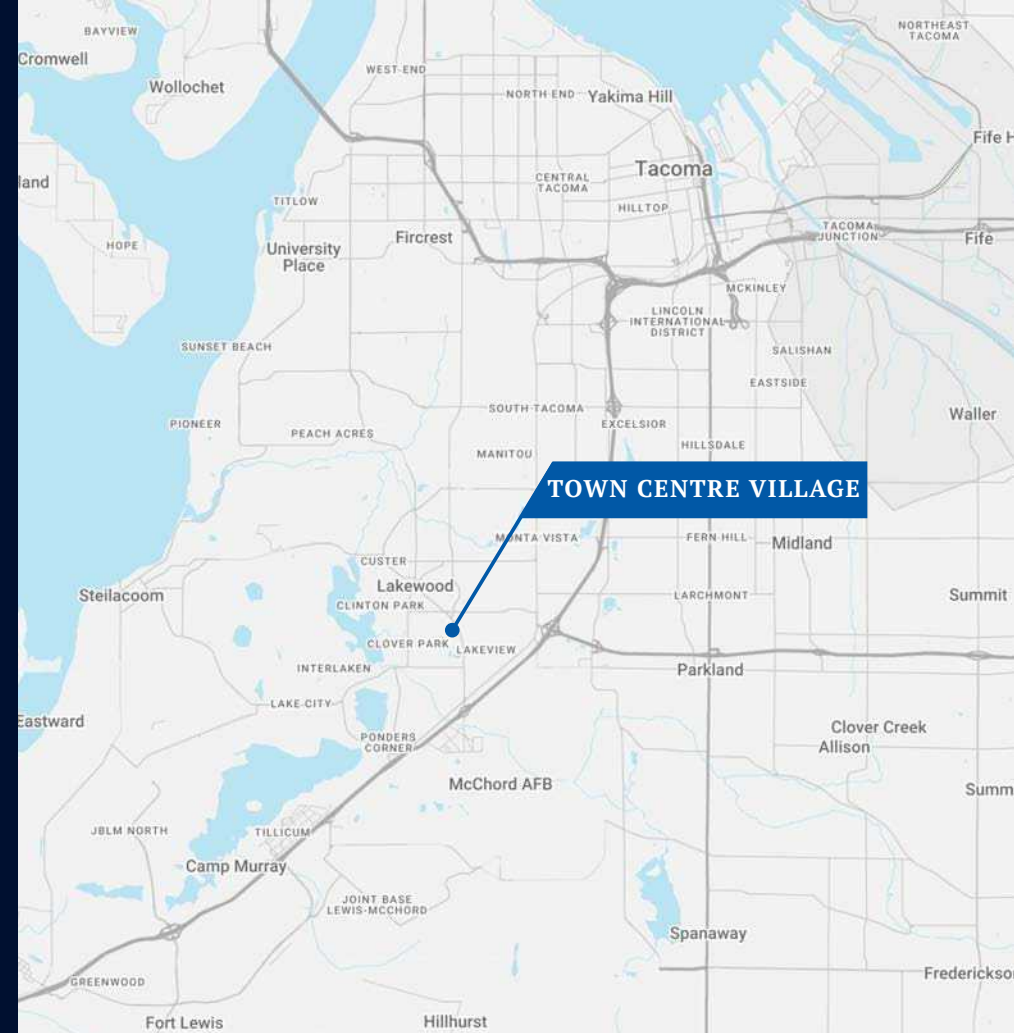 BAYVIEW
NORTHEAST
TACOMA
Cromwell
Wollochet
WEST-END
NORTH END
Yakima Hill
Fife H
land
Tacoma
CENTRAL
TACOMA
TITLOW
HILLTOP
TACOMA
JUNCTION
HOPE
University
Place
Fircrest
Fife
MCKINLEY
LINCOLN
INTERNATIONAL
DISTRICT
SUNSET BEACH
SALISHAN
EASTSIDE
PIONEER
PEACH ACRES
SOUTH TACOMA
EXCELSIOR
Waller
MANITOU
HILLSDALE
TOWN CENTRE VILLAGE
MONTA VISTA
FERN HILL
Midland
CUSTER
Lakewood
CLINTON PARK
Steilacoom
LARCHMONT
Summit
CLOVER PARK
LAKEVIEW
INTERLAKEN
Parkland
LAKE CITY
Eastward
PONDERS
CORNER
Clover Creek
Allison
McChord AFB
Summ
JBLM NORTH
TILLICUM
Camp Murray
JOINT BASE
LEWIS-MCCHORD
Spanaway
GREENWOOD
Frederickso
Fort Lewis
Hillhurst